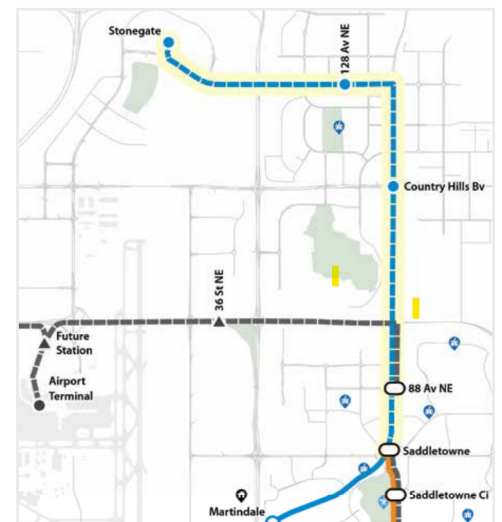 Stonegate
128 Av NE
Country Hills Bv
36 St NE
Future
Station
Airport
Terminal
88 Av NE
Saddletowne
Saddletowne Ci
Martindale